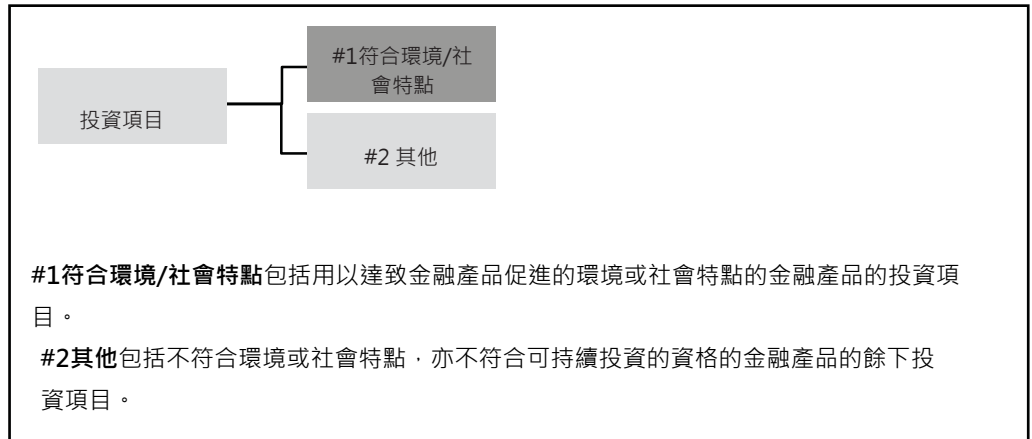 #1符合環境/社
會特點
投資項目
#2 其他
#1符合環境/社會特點包括用以達致金融產品促進的環境或社會特點的金融產品的投資項
目。
#2其他包括不符合環境或社會特點，亦不符合可持續投資的資格的金融產品的餘下投
資項目。